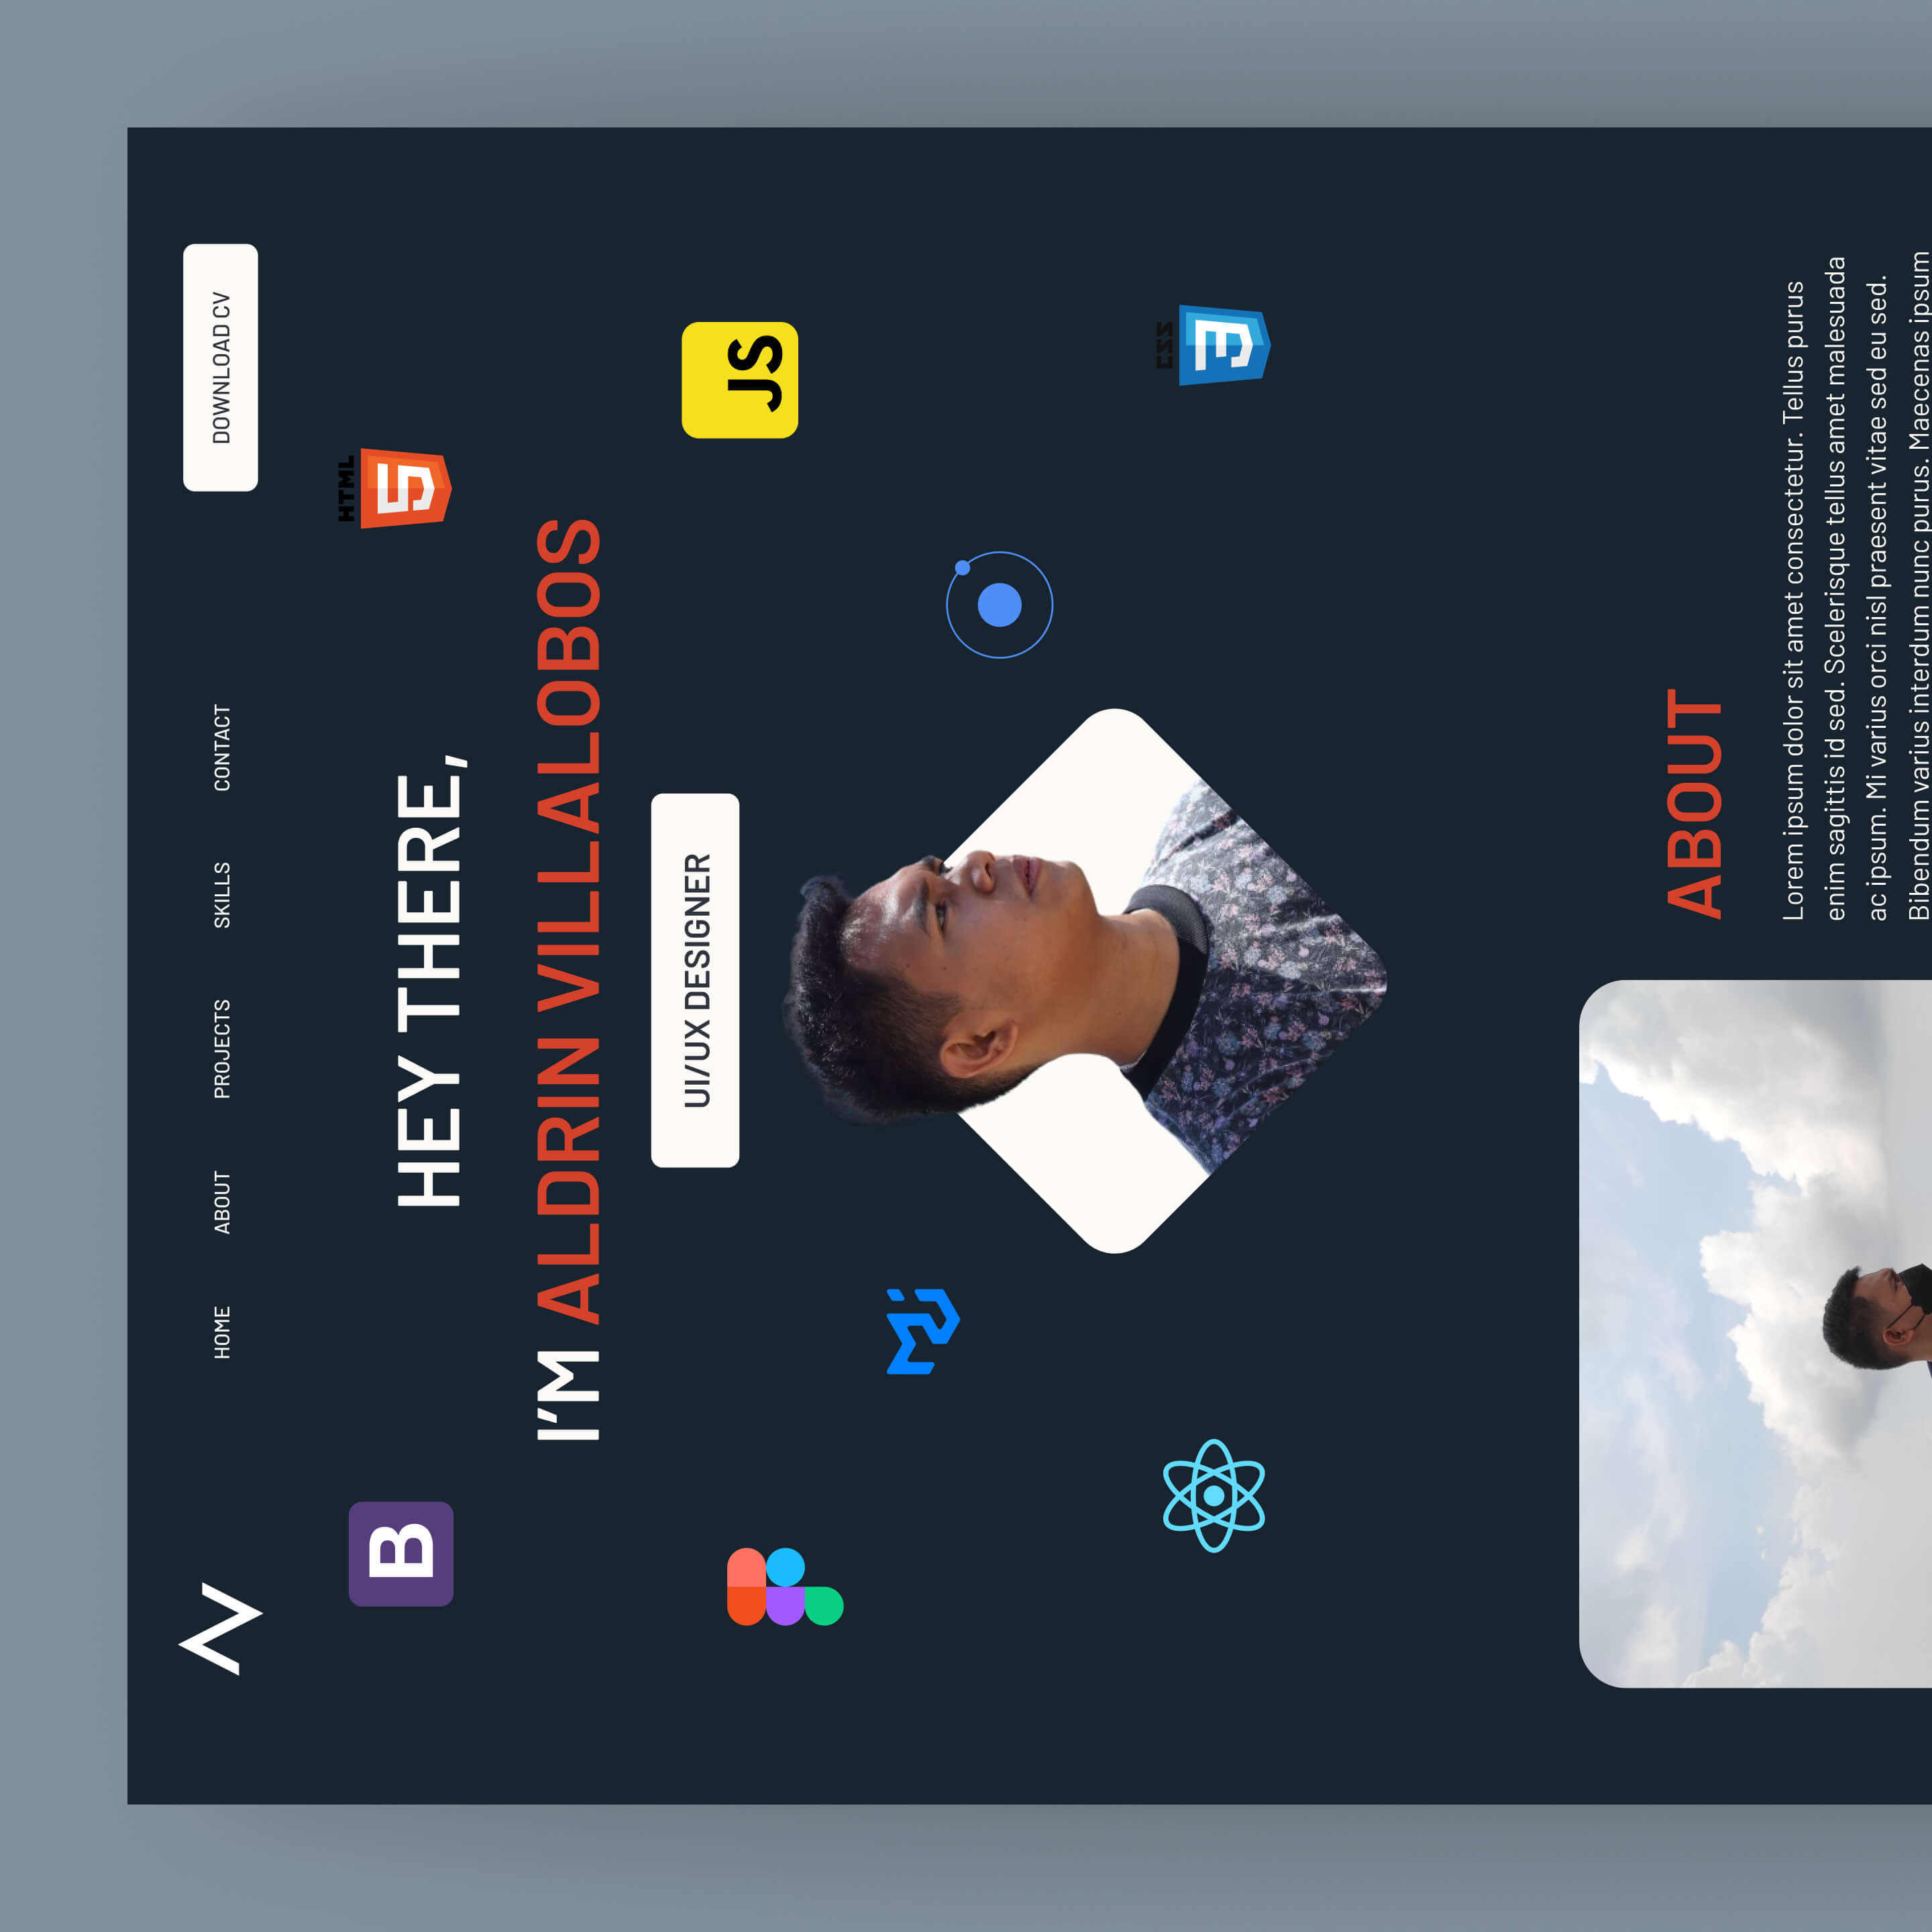 HOME ABOUT PROJECTS SKILLS CONTACT DOWNLOAD CV
B
HTML
5
HEY THERE,
I'M ALDRIN VILLALOBOS
UI/UX DESIGNER
JS
CSS
3
ABOUT
Lorem ipsum dolor sit amet consectetur. Tellus purus
enim sagittis id sed. Scelerisque tellus amet malesuada
ac ipsum. Mi varius orci nisl praesent vitae sed eu sed.
Bibendum varius interdum nunc purus. Maecenas ipsum